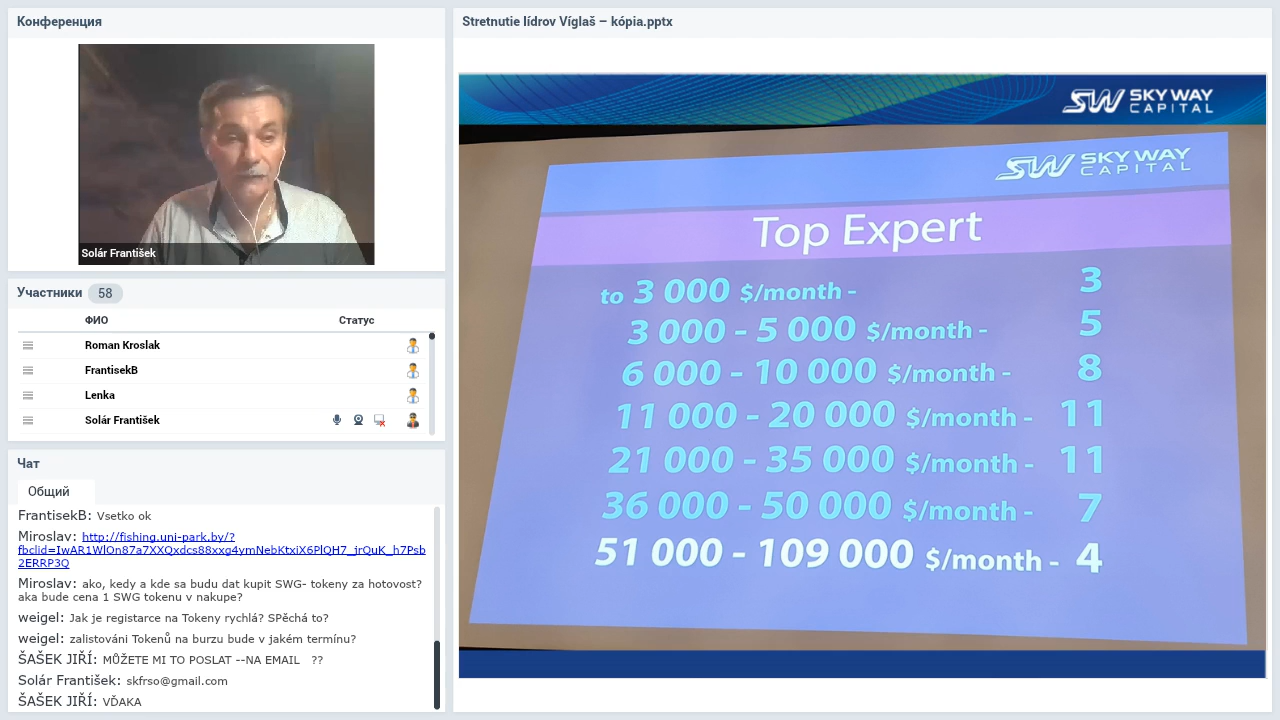 Конференция
Solár František
Участники 58
ФИО Статус
Roman Kroslak
FrantisekB
Lenka
Solár František
Чат
Общий
FrantisekB: Vsetko ok
Miroslav: http://fishing.uni-park.by/?
fbclid=IwAR1WlOn87a7XXQxdcs88xxg4ymNebKtxiX6PlQH7_jrQuK_h7Psb
2ERRP3Q
Miroslav: ako, kedy a kde sa budu dat kupit SWG- tokeny za hotovost?
aka bude cena 1 SWG tokenu v nakupe?
weigel: Jak je registarce na Tokeny rychlá? SPěchá to?
weigel: zalistováni Tokenů na burzu bude v jakém termínu?
ŠAŠEK JIŘÍ: MŮŽETE MI TO POSLAT --NA EMAIL ??
Solár František: skfrso@gmail.com
ŠAŠEK JIŘÍ: VĎAKA
Stretnutie lídrov Víglaš – kópia.pptx
SW SKY WAY
CAPITAL
SW SKY WAY
CAPITAL
Top Expert
to 3 000 $/month - 3
3 000 - 5 000 $/month - 5
6 000 - 10 000 $/month - 8
11 000 - 20 000 $/month - 11
21 000 - 35 000 $/month - 11
36 000 - 50 000 $/month - 7
51 000 - 109 000 $/month - 4